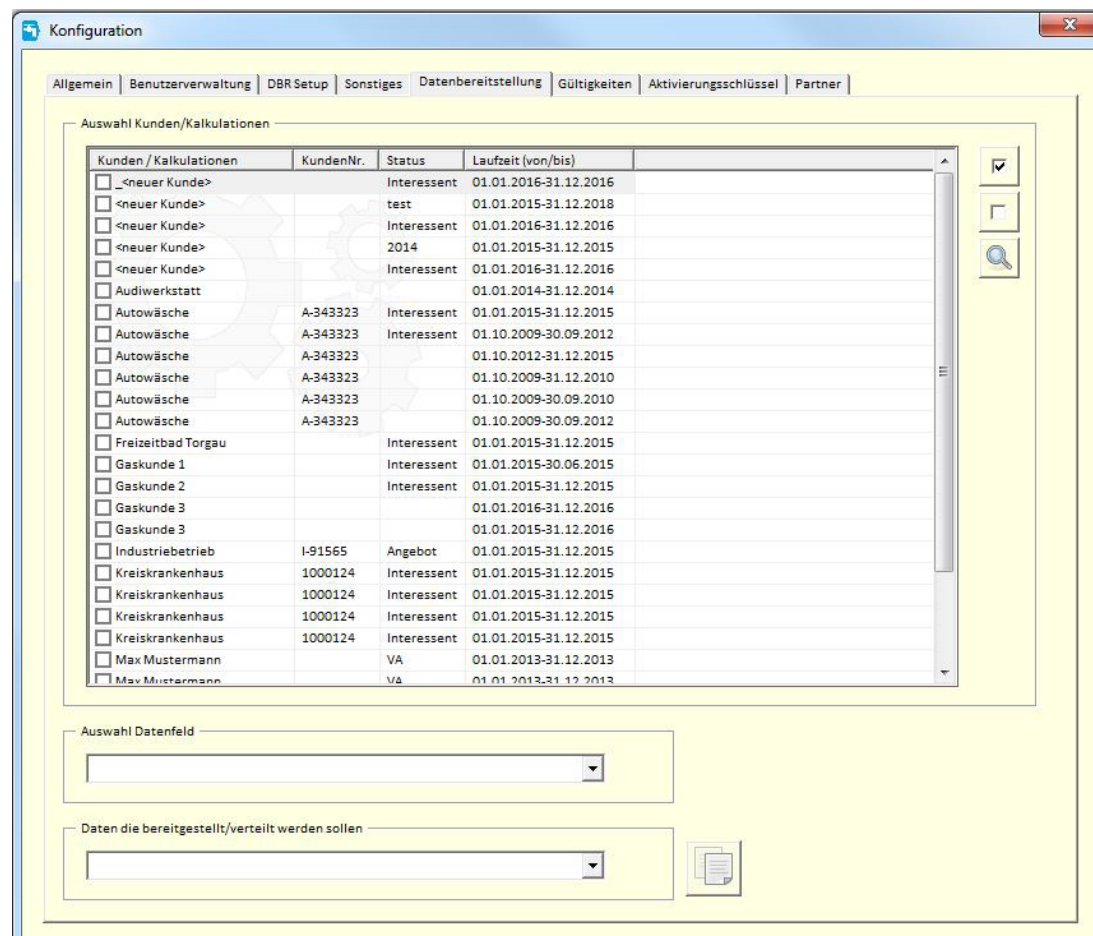 Konfiguration
Allgemein Benutzerverwaltung DBR Setup Sonstiges Datenbereitstellung Gültigkeiten Aktivierungsschlüssel Partner
Auswahl Kunden/Kalkulationen
Kunden / Kalkulationen KundenNr. Status Laufzeit (von/bis)
_<neuer Kunde> Interessent 01.01.2016-31.12.2016
<neuer Kunde> test 01.01.2015-31.12.2018
<neuer Kunde> Interessent 01.01.2016-31.12.2016
<neuer Kunde> 2014 01.01.2015-31.12.2015
<neuer Kunde> Interessent 01.01.2016-31.12.2016
Audiwerkstatt 01.01.2014-31.12.2014
Autowäsche A-343323 Interessent 01.01.2015-31.12.2015
Autowäsche A-343323 Interessent 01.10.2009-30.09.2012
Autowäsche A-343323 01.10.2012-31.12.2015
Autowäsche A-343323 01.10.2009-31.12.2010
Autowäsche A-343323 01.10.2009-30.09.2010
Autowäsche A-343323 01.10.2009-30.09.2012
Freizeitbad Torgau Interessent 01.01.2015-31.12.2015
Gaskunde 1 Interessent 01.01.2015-30.06.2015
Gaskunde 2 Interessent 01.01.2015-31.12.2015
Gaskunde 3 01.01.2016-31.12.2016
Gaskunde 3 01.01.2015-31.12.2016
Industriebetrieb I-91565 Angebot 01.01.2015-31.12.2015
Kreiskrankenhaus 1000124 Interessent 01.01.2015-31.12.2015
Kreiskrankenhaus 1000124 Interessent 01.01.2015-31.12.2015
Kreiskrankenhaus 1000124 Interessent 01.01.2015-31.12.2015
Kreiskrankenhaus 1000124 Interessent 01.01.2015-31.12.2015
Max Mustermann VA 01.01.2013-31.12.2013
Max Mustermann VA 01.01.2013-31.12.2013
Auswahl Datenfeld
Daten die bereitgestellt/verteilt werden sollen